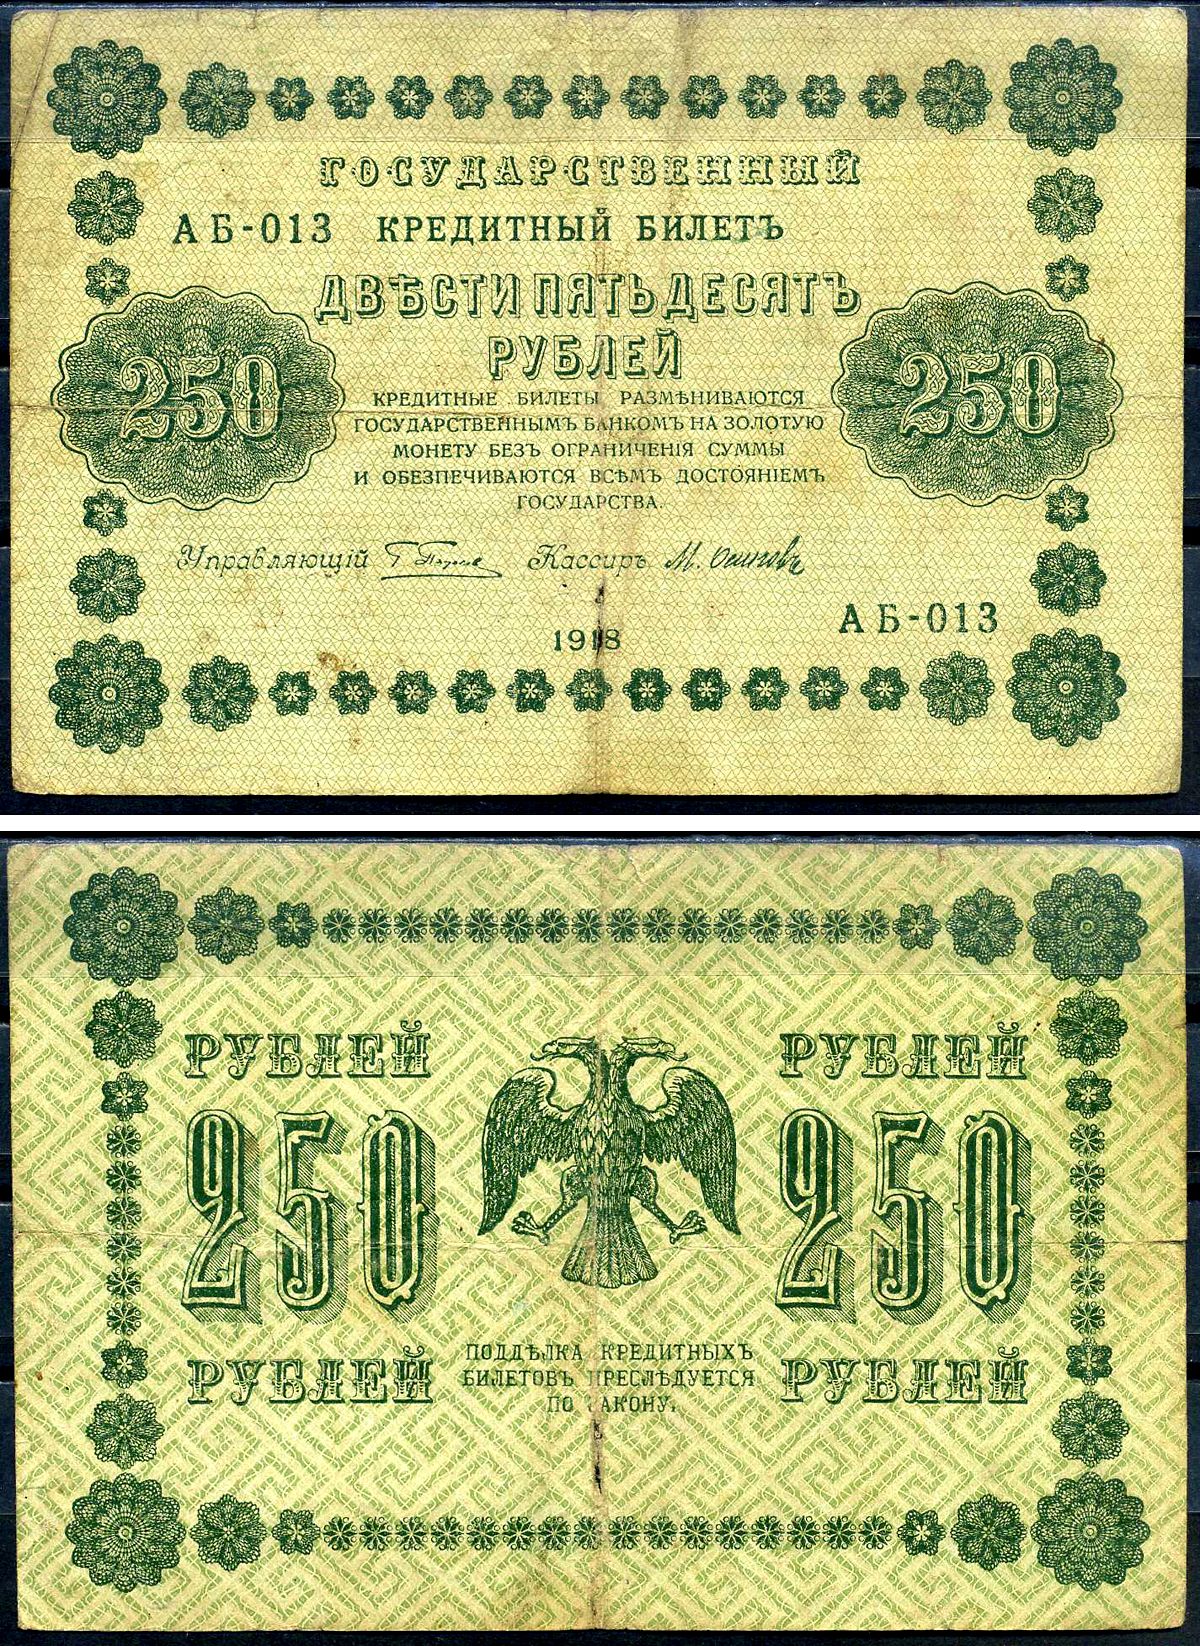 ГОСУДАРСТВЕННЫЙ
АБ-013 КРЕДИТНЫЙ БИЛЕТЪ
ДВѢСТИ ПЯТЬДЕСЯТЪ
РУБЛЕЙ
250 250
КРЕДИТНЫЕ БИЛЕТЫ РАЗМѢНИВАЮТСЯ
ГОСУДАРСТВЕННЫМЪ БАНКОМЪ НА ЗОЛОТУЮ
МОНЕТУ БЕЗЪ ОГРАНИЧЕНІЯ СУММЫ
И ОБЕЗПЕЧИВАЮТСЯ ВСѢМЪ ДОСТОЯНІЕМЪ
ГОСУДАРСТВА.
Управляющій Кассиръ М. Осиповъ
АБ-013
1918
РУБЛЕЙ РУБЛЕЙ
250 250
РУБЛЕЙ РУБЛЕЙ
ПОДДѢЛКА КРЕДИТНЫХЪ
БИЛЕТОВЪ ПРЕСЛѢДУЕТСЯ
ПО ЗАКОНУ.